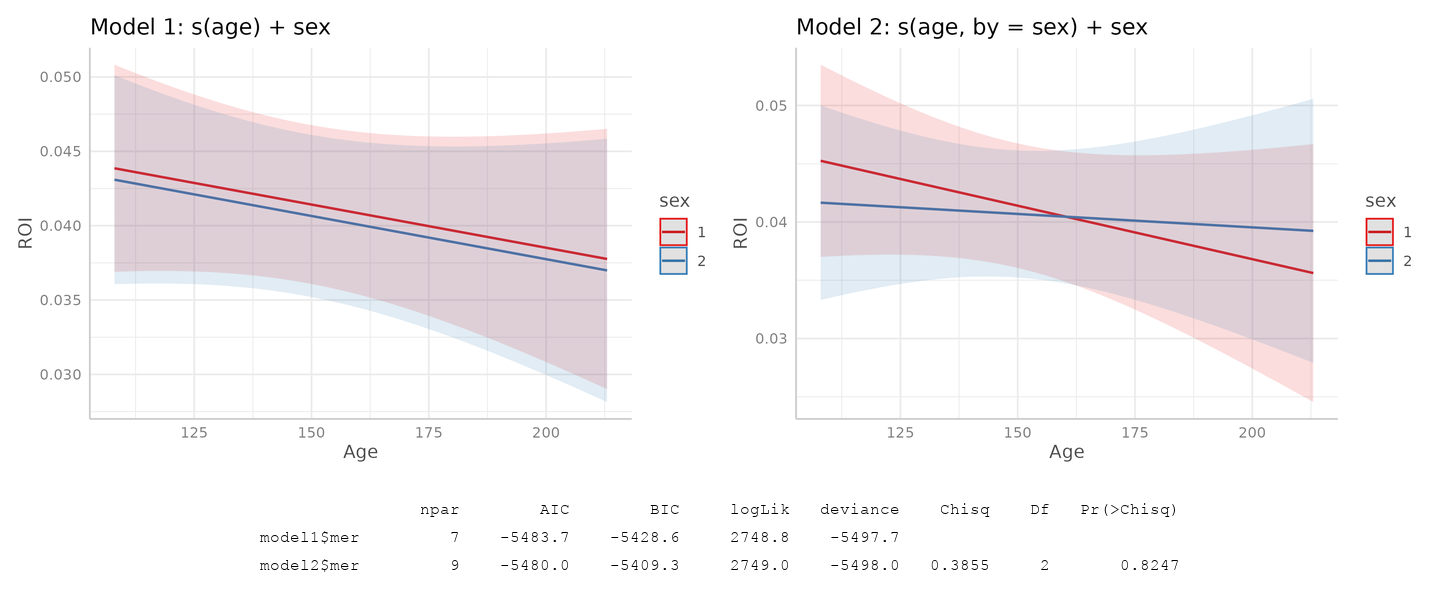 Model 1: s(age) + sex
0.050
0.045
0.040
0.035
0.030
ROI
125 150 175 200
Age
sex
1
2
Model 2: s(age, by = sex) + sex
0.05
0.04
0.03
ROI
125 150 175 200
Age
sex
1
2
npar AIC BIC logLik deviance Chisq Df Pr(>Chisq)
model1$mer 7 -5483.7 -5428.6 2748.8 -5497.7
model2$mer 9 -5480.0 -5409.3 2749.0 -5498.0 0.3855 2 0.8247